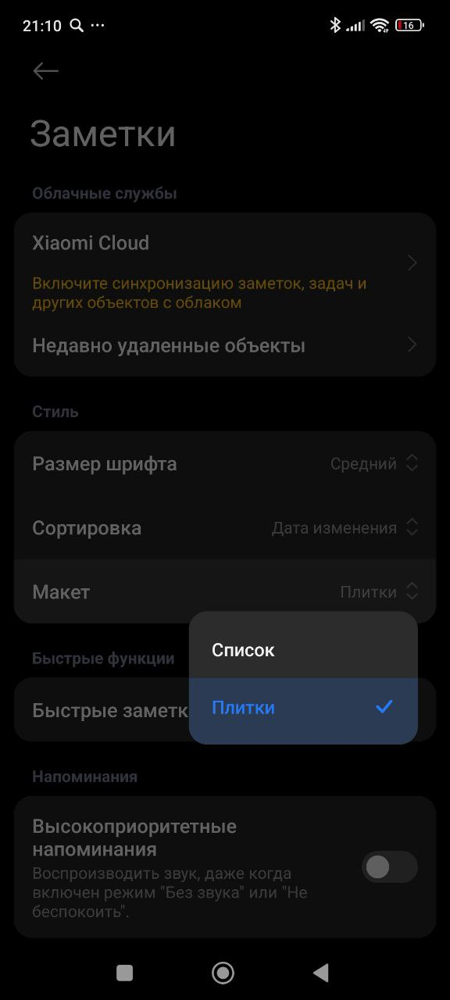 21:10
16
Заметки
Облачные службы
Xiaomi Cloud
Включите синхронизацию заметок, задач и
других объектов с облаком
Недавно удаленные объекты
Стиль
Размер шрифта Средний
Сортировка Дата изменения
Макет Плитки
Список
Быстрые функции
Быстрые заметк
Плитки
Напоминания
Высокоприоритетные
напоминания
Воспроизводить звук, даже когда
включен режим "Без звука" или "Не
беспокоить".